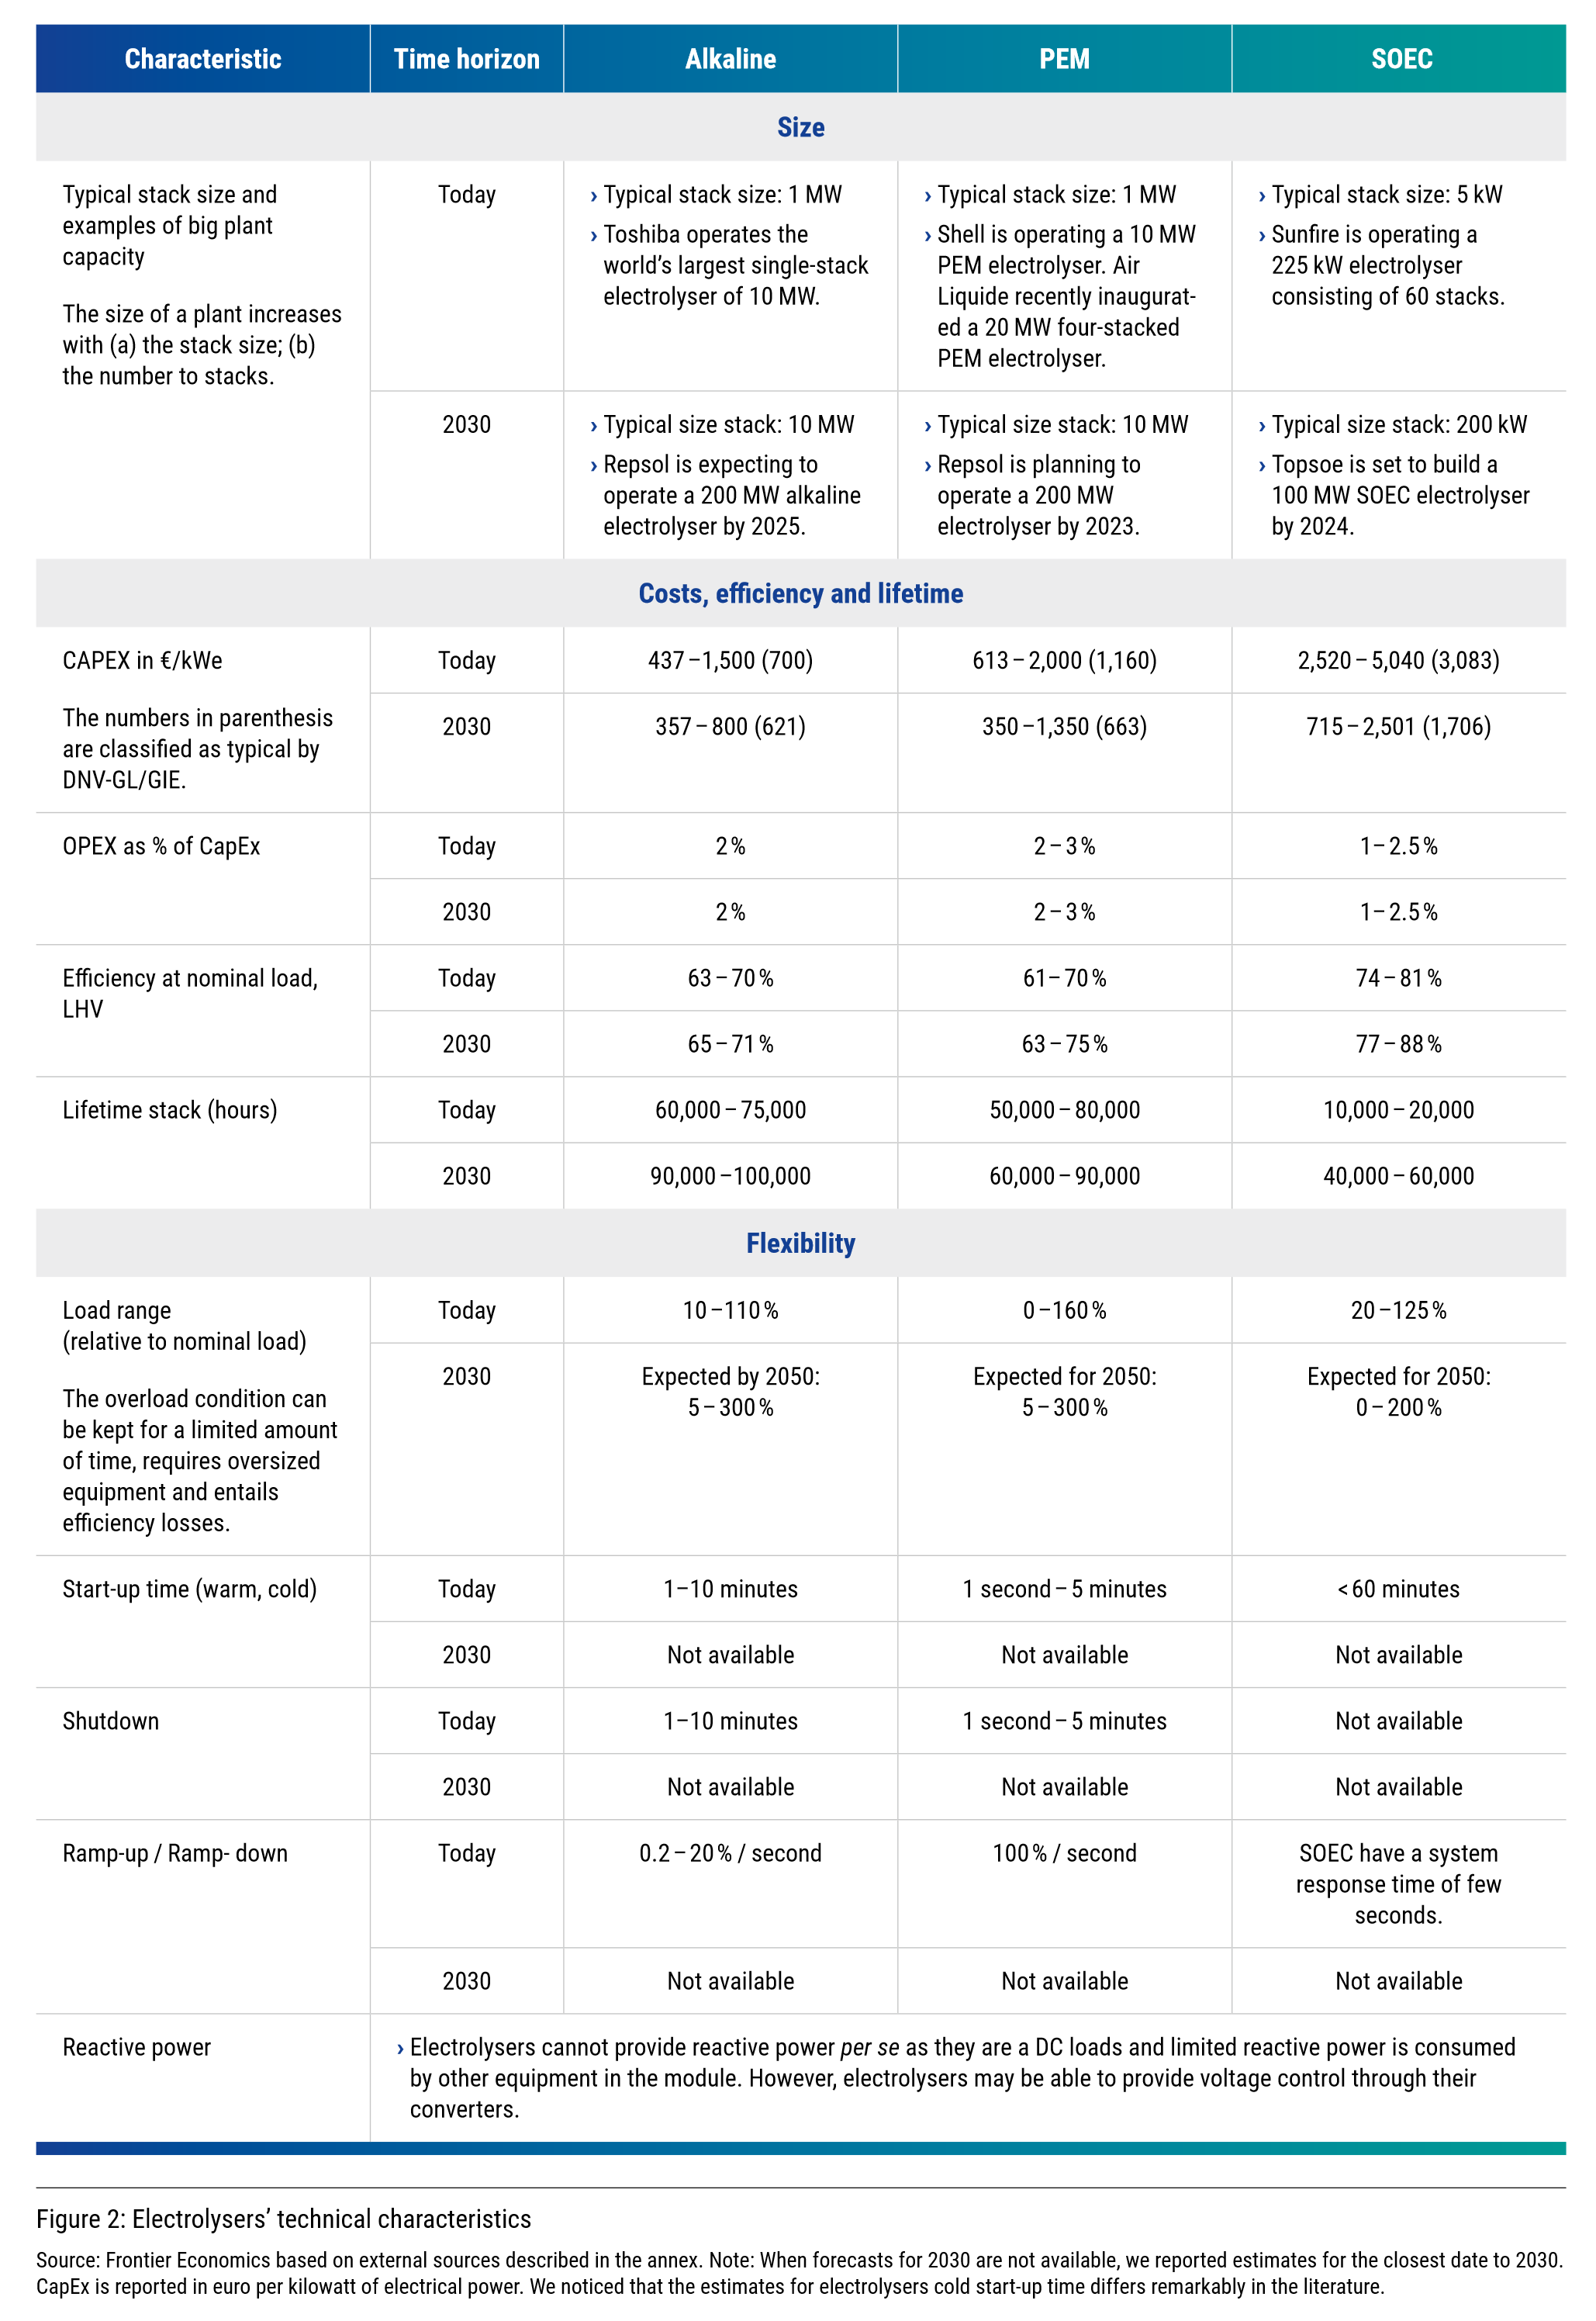 Characteristic Time horizon Alkaline PEM SOEC
Size
Typical stack size and
examples of big plant
capacity
The size of a plant increases
with (a) the stack size; (b)
the number to stacks.
Today
› Typical stack size: 1 MW
› Toshiba operates the
world’s largest single-stack
electrolyser of 10 MW.
› Typical stack size: 1 MW
› Shell is operating a 10 MW
PEM electrolyser. Air
Liquide recently inaugurat-
ed a 20 MW four-stacked
PEM electrolyser.
› Typical stack size: 5 kW
› Sunfire is operating a
225 kW electrolyser
consisting of 60 stacks.
2030
› Typical size stack: 10 MW
› Repsol is expecting to
operate a 200 MW alkaline
electrolyser by 2025.
› Typical size stack: 10 MW
› Repsol is planning to
operate a 200 MW
electrolyser by 2023.
› Typical size stack: 200 kW
› Topsoe is set to build a
100 MW SOEC electrolyser
by 2024.
Costs, efficiency and lifetime
CAPEX in €/kWe
The numbers in parenthesis
are classified as typical by
DNV-GL/GIE.
Today 437–1,500 (700) 613–2,000 (1,160) 2,520–5,040 (3,083)
2030 357–800 (621) 350–1,350 (663) 715–2,501 (1,706)
OPEX as % of CapEx Today 2% 2–3% 1–2.5%
2030 2% 2–3% 1–2.5%
Efficiency at nominal load,
LHV
Today 63–70% 61–70% 74–81%
2030 65–71% 63–75% 77–88%
Lifetime stack (hours) Today 60,000–75,000 50,000–80,000 10,000–20,000
2030 90,000–100,000 60,000–90,000 40,000–60,000
Flexibility
Load range
(relative to nominal load)
The overload condition can
be kept for a limited amount
of time, requires oversized
equipment and entails
efficiency losses.
Today 10–110% 0–160% 20–125%
2030
Expected by 2050:
5–300%
Expected for 2050:
5–300%
Expected for 2050:
0–200%
Start-up time (warm, cold) Today 1–10 minutes 1 second–5 minutes <60 minutes
2030 Not available Not available Not available
Shutdown Today 1–10 minutes 1 second–5 minutes Not available
2030 Not available Not available Not available
Ramp-up / Ramp- down Today 0.2–20% / second 100% / second
SOEC have a system
response time of few
seconds.
2030 Not available Not available Not available
Reactive power
› Electrolysers cannot provide reactive power per se as they are a DC loads and limited reactive power is consumed
by other equipment in the module. However, electrolysers may be able to provide voltage control through their
converters.
Figure 2: Electrolysers’ technical characteristics
Source: Frontier Economics based on external sources described in the annex. Note: When forecasts for 2030 are not available, we reported estimates for the closest date to 2030.
CapEx is reported in euro per kilowatt of electrical power. We noticed that the estimates for electrolysers cold start-up time differs remarkably in the literature.